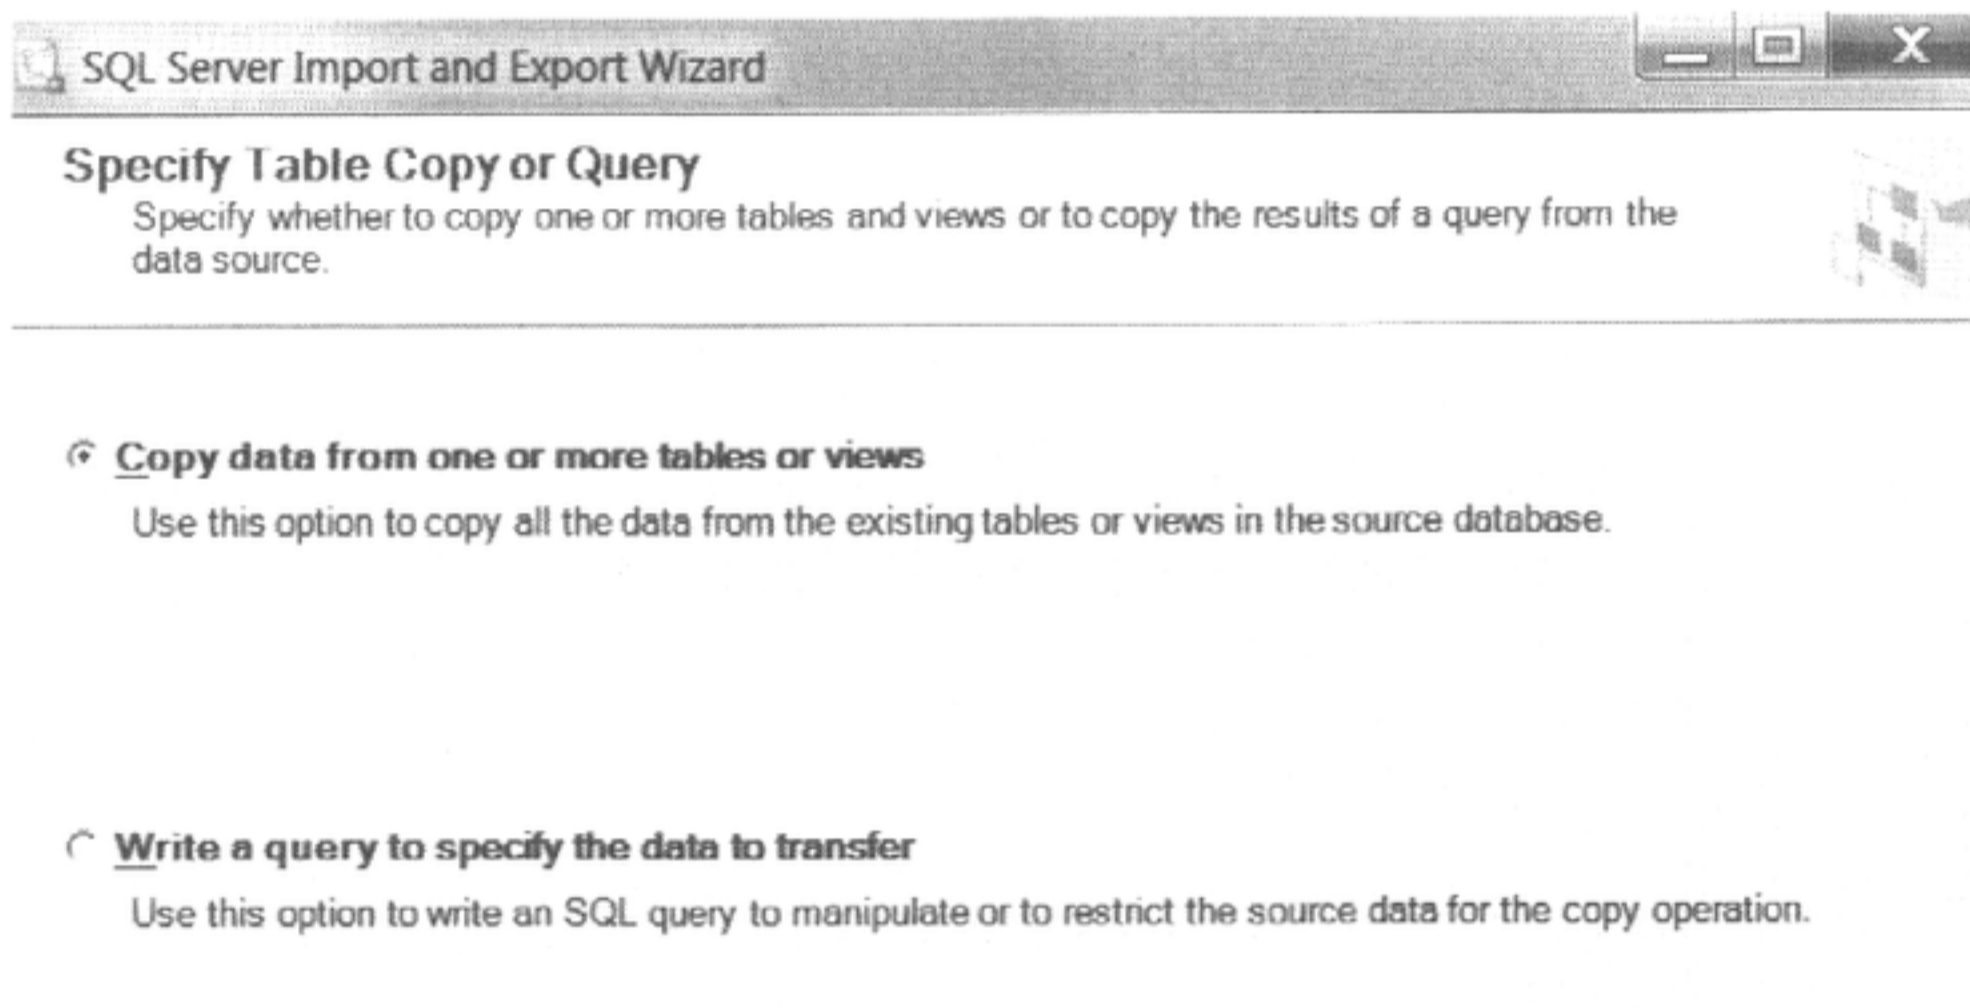 SQL Server Import and Export Wizard
Specify Table Copy or Query
Specify whether to copy one or more tables and views or to copy the results of a query from the
data source.
Copy data from one or more tables or views
Use this option to copy all the data from the existing tables or views in the source database.
Write a query to specify the data to transfer
Use this option to write an SQL query to manipulate or to restrict the source data for the copy operation.